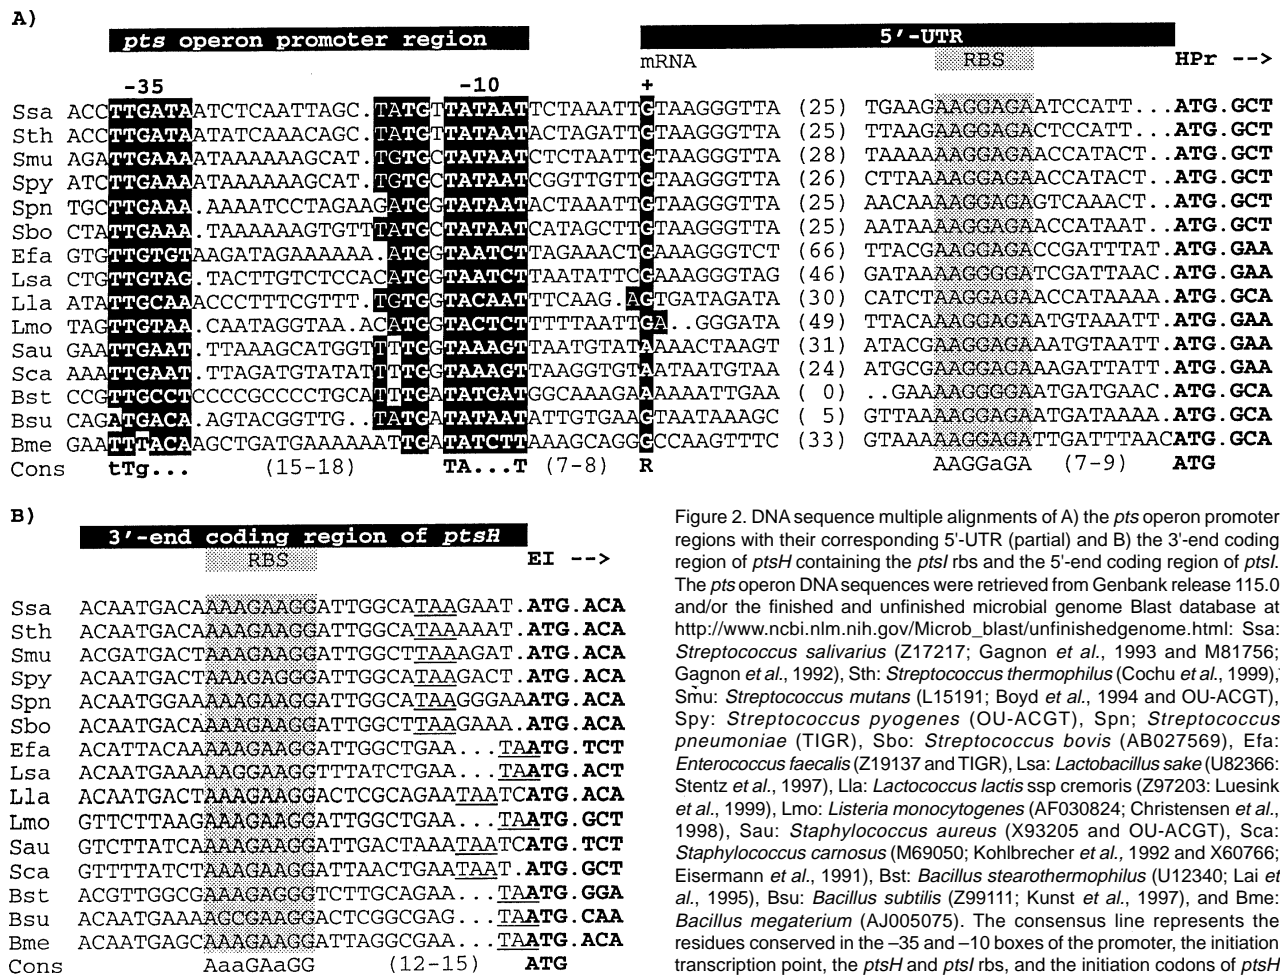 A)
pts operon promoter region 5′-UTR
mRNA RBS HPr -->
-35 -10 +
Ssa ACCTTGATAATCTCAATTAGC.TATGTTATAATTCTAAATTGTAAGGGTTA (25) TGAAGAAGGAGAATCCATT...ATG.GCT
Sth ACCTTGATAATATCAAACAGC.TATGTTATAATACTAGATTGTAAGGGTTA (25) TTAAGAAGGAGACTCCATT...ATG.GCT
Smu AGATTGAAAATAAAAAAGCAT.TGTGCTATAATCTCTAATTGTAAGGGTTA (28) TAAAAAAGGAGAACCATACT..ATG.GCT
Spy ATCTTGAAAATAAAAAAGCAT.TGTGCTATAATCGGTTGTTGTAAGGGTTA (26) CTTAAAAGGAGAACCATACT..ATG.GCT
Spn TGCTTGAAA.AAAATCCTAGAAGATGGTATAATACTAAATTGTAAGGGTTA (25) AACAAAAGGAGAGTCAAACT..ATG.GCT
Sbo CTATTGAAA.TAAAAAAGTGTTTATGCTATAATCATAAATTGTAAGGGTTA (25) AATAAAAGGAGAATCAATTT..ATG.GCT
Efa GTGTTGTGTAAGATAGAAAAAA.ATGGTAATCTTAGAAACTGAAAGGGTCT (66) TTACGAAGGAGACCGATTTAT.ATG.GAA
Lsa CTGTTGTAG.TACTTGTCTCCACATGGTAATCTTAATATTCGAAAGGGTAG (46) GATAAAAGGGGATCGATTAAC.ATG.GAA
Lla ATATTGCAAACCCTTTCGTTT.TGTGGTACAATTTCAAG.AGTGATAGATA (30) CATCTAAGGAGAACCATAAAA.ATG.GCA
Lmo TAGTTGTAA.CAATAGGTAA.ACATGGTACTCTTTTTAATTGA..GGGATA (49) TTACAAAGGAGAATGTAAATT.ATG.GAA
Sau GAATTGAAT.TTAAAGCATGGTTTTGGTAAAGTTTAATGTATAAAACTAAGT (31) ATACGAAGGAGAAATGTAATT.ATG.GAA
Sca AAATTGAAT.TTAGATGTATATTTTGGTAAAGTTAAGGTGTAATAATGTAA (24) ATGCGAAGGAGAAAGATTATT.ATG.GAA
Bst CCGTTGCCTCCCCGCCCCTGCATTTGATATGATGGCAAAGAAAAAATTGAA ( 0) ..GAAAAGGGGAATGATGAAC.ATG.GCA
Bsu CAGATGACA.AGTACGGTTG..TATGATATAATATTGTGAAGTAATAAAGC ( 5) GTTAAAAGGAGAATGATAAAA.ATG.GCA
Bme GAATTTACAAGCTGATGAAAAAATTGATATCTTAAAGCAGGGCCAAGTTTC (33) GTAAAAAGGAGATTGATTTAACATG.GCA
Cons tTg... (15-18) TA...T (7-8) R AAGGaGA (7-9) ATG
B)
3′-end coding region of ptsH
RBS EI -->
Ssa ACAATGACAAAAGAAGGATTGGCATAAGAAT.ATG.ACA
Sth ACAATGACTAAAGAAGGATTGGCATAAAAAT.ATG.ACA
Smu ACGATGACTAAAGAAGGATTGGCTTAAAGAT.ATG.ACA
Spy ACAATGACTAAAGAAGGATTGGCATAAGACT.ATG.ACA
Spn ACAATGGAAAAAGAAGGATTGGCATAAGGGAAATG.ACA
Sbo ACAATGACAAAAGAAGGATTGGCTTAAGAAA.ATG.ACA
Efa ACATTACAAAAAGAAGGATTGGCTGAA...TAATG.TCT
Lsa ACAATGAAAAAGGAAGGTTTATCTGAA...TAATG.ACT
Lla ACAATGACTAAAGAAGGACTCGCAGAATAATCATG.ACA
Lmo GTTCTTAAGAAAGAAGGATTAGCTGAA...TAATG.GCT
Sau GTCTTATCAAAAGAAGGATTGACTAAATAATCATG.TCT
Sca GCTTTATCAAAAGAAGGATTAACTGAATAAT.ATG.GCT
Bst ACGTTGGCGAAAGAAGGTCTTGCAGAA...TAATG.GGA
Bsu ACAATGAAAAGCGAAGGACTCGGCGAG...TAATG.CAA
Bme ACAATGAGCAAAGAAGGATTAGGCGAA...TAATG.ACA
Cons AaaGAaGG (12-15) ATG
Figure 2. DNA sequence multiple alignments of A) the pts operon promoter
regions with their corresponding 5'-UTR (partial) and B) the 3'-end coding
region of ptsH containing the ptsI rbs and the 5'-end coding region of ptsI.
The pts operon DNA sequences were retrieved from Genbank release 115.0
and/or the finished and unfinished microbial genome Blast database at
http://www.ncbi.nlm.nih.gov/Microb_blast/unfinishedgenome.html: Ssa:
Streptococcus salivarius (Z17217; Gagnon et al., 1993 and M81756;
Gagnon et al., 1992), Sth: Streptococcus thermophilus (Cochu et al., 1999),
Smu: Streptococcus mutans (L15191; Boyd et al., 1994 and OU-ACGT),
Spy: Streptococcus pyogenes (OU-ACGT), Spn; Streptococcus
pneumoniae (TIGR), Sbo: Streptococcus bovis (AB027569), Efa:
Enterococcus faecalis (Z19137 and TIGR), Lsa: Lactobacillus sake (U82366:
Stentz et al., 1997), Lla: Lactococcus lactis ssp cremoris (Z97203: Luesink
et al., 1999), Lmo: Listeria monocytogenes (AF030824; Christensen et al.,
1998), Sau: Staphylococcus aureus (X93205 and OU-ACGT), Sca:
Staphylococcus carnosus (M69050; Kohlbrecher et al., 1992 and X60766;
Eisermann et al., 1991), Bst: Bacillus stearothermophilus (U12340; Lai et
al., 1995), Bsu: Bacillus subtilis (Z99111; Kunst et al., 1997), and Bme:
Bacillus megaterium (AJ005075). The consensus line represents the
residues conserved in the –35 and –10 boxes of the promoter, the initiation
transcription point, the ptsH and ptsI rbs, and the initiation codons of ptsH